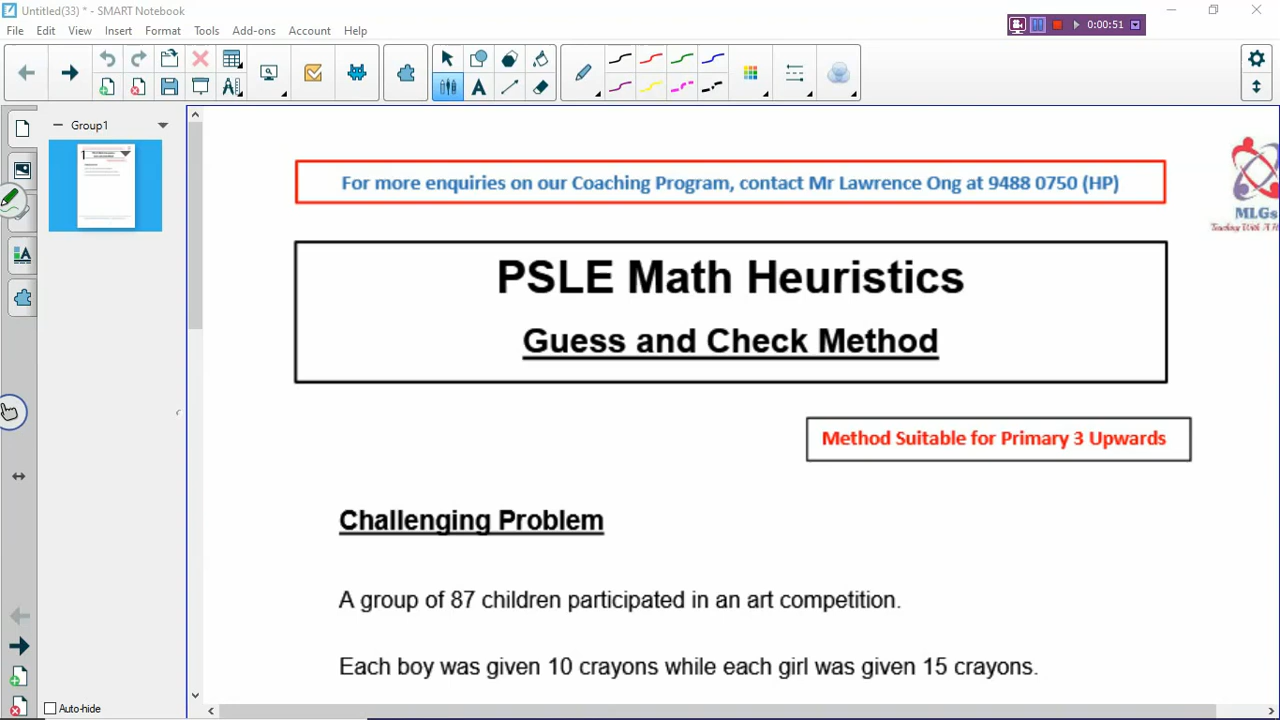 Untitled(33) * - SMART Notebook
0:00:51
File Edit View Insert Format Tools Add-ons Account Help
Group1
1
For more enquiries on our Coaching Program, contact Mr Lawrence Ong at 9488 0750 (HP)
MLGs
PSLE Math Heuristics
Guess and Check Method
Method Suitable for Primary 3 Upwards
Challenging Problem
A group of 87 children participated in an art competition.
Each boy was given 10 crayons while each girl was given 15 crayons.
Auto-hide